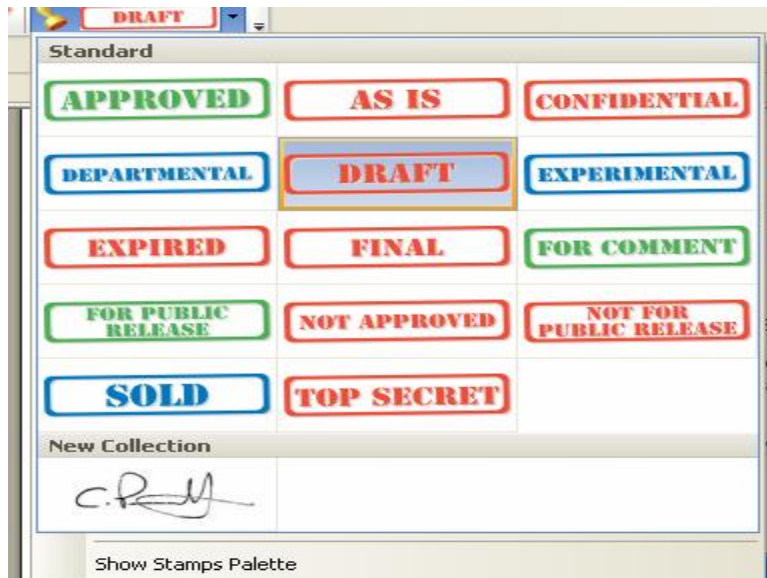 DRAFT
Standard
APPROVED
AS IS
CONFIDENTIAL
DEPARTMENTAL
DRAFT
EXPERIMENTAL
EXPIRED
FINAL
FOR COMMENT
FOR PUBLIC
RELEASE
NOT APPROVED
NOT FOR
PUBLIC RELEASE
SOLD
TOP SECRET
New Collection
Show Stamps Palette